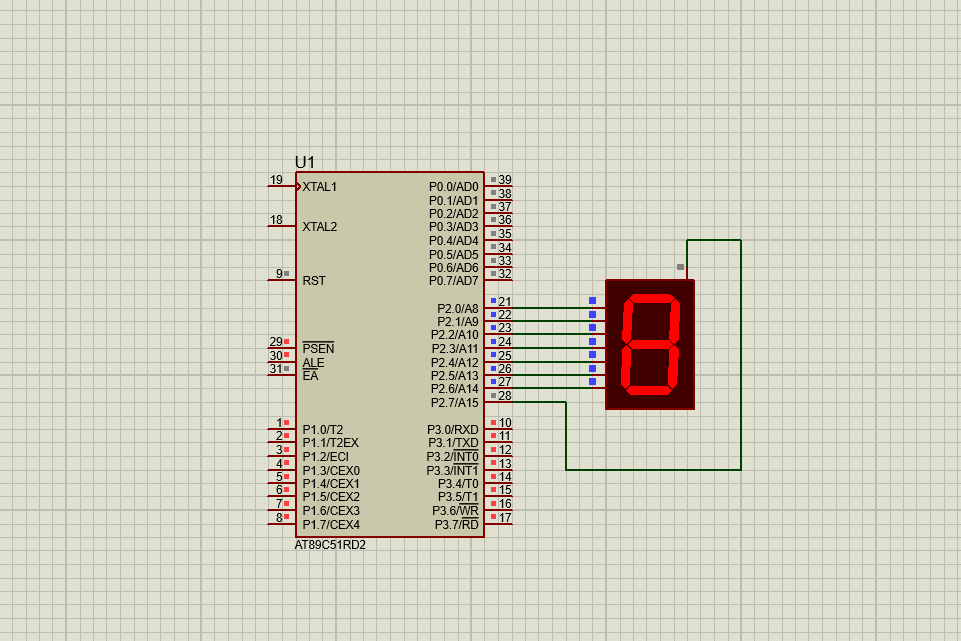 U1
19 XTAL1 P0.0/AD0 39
P0.1/AD1 38
P0.2/AD2 37
18 XTAL2 P0.3/AD3 36
P0.4/AD4 35
P0.5/AD5 34
P0.6/AD6 33
9 RST P0.7/AD7 32
P2.0/A8 21
P2.1/A9 22
P2.2/A10 23
29 PSEN P2.3/A11 24
30 ALE P2.4/A12 25
31 EA P2.5/A13 26
P2.6/A14 27
P2.7/A15 28
1 P1.0/T2 P3.0/RXD 10
2 P1.1/T2EX P3.1/TXD 11
3 P1.2/ECI P3.2/INT0 12
4 P1.3/CEX0 P3.3/INT1 13
5 P1.4/CEX1 P3.4/T0 14
6 P1.5/CEX2 P3.5/T1 15
7 P1.6/CEX3 P3.6/WR 16
8 P1.7/CEX4 P3.7/RD 17
AT89C51RD2
8